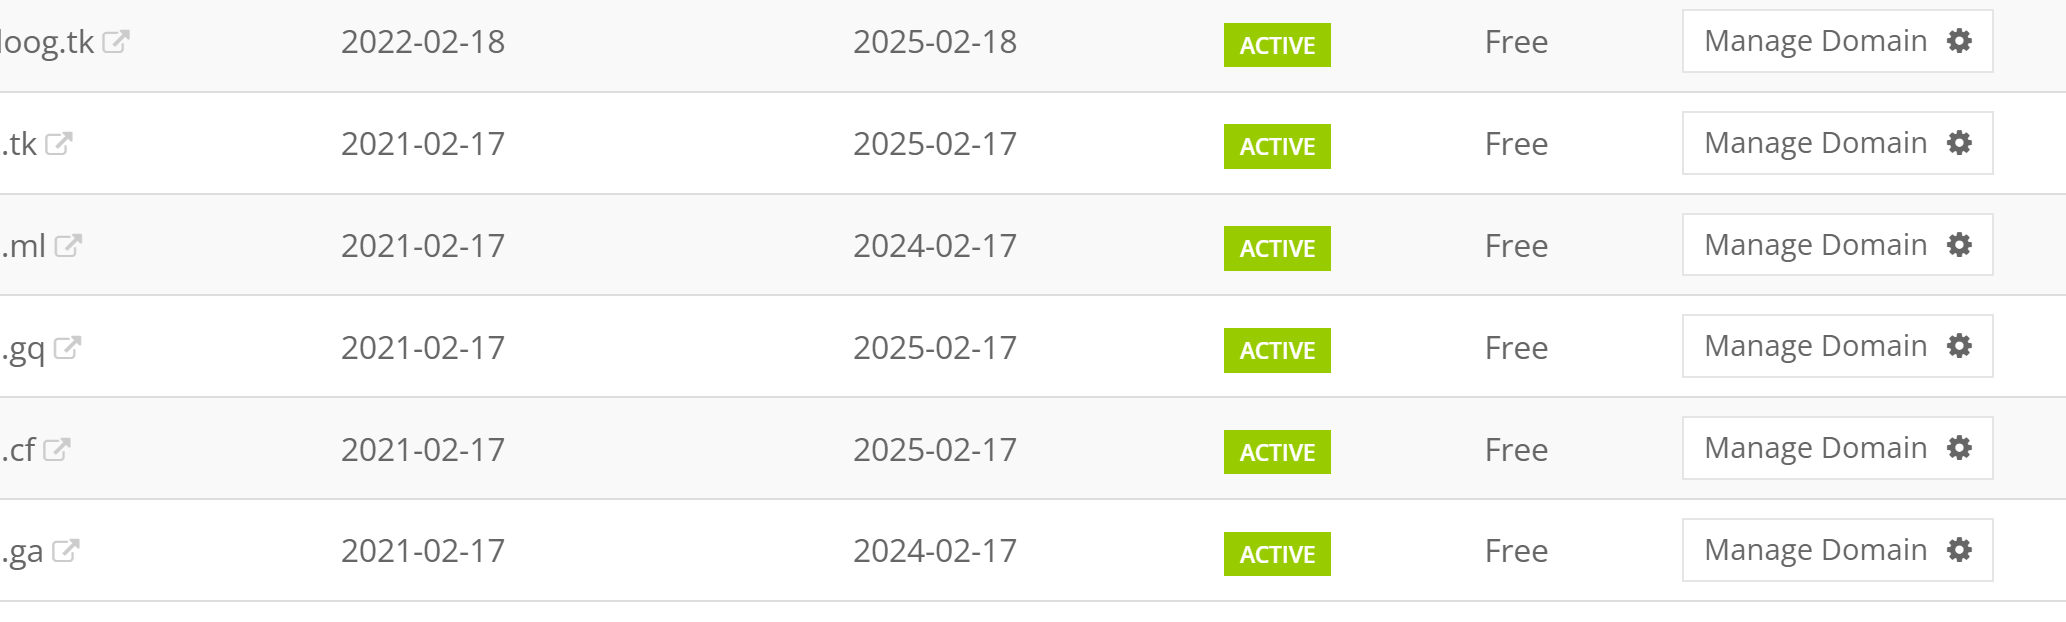 loog.tk 2022-02-18 2025-02-18 ACTIVE Free Manage Domain
.tk 2021-02-17 2025-02-17 ACTIVE Free Manage Domain
.ml 2021-02-17 2024-02-17 ACTIVE Free Manage Domain
.gq 2021-02-17 2025-02-17 ACTIVE Free Manage Domain
.cf 2021-02-17 2025-02-17 ACTIVE Free Manage Domain
.ga 2021-02-17 2024-02-17 ACTIVE Free Manage Domain